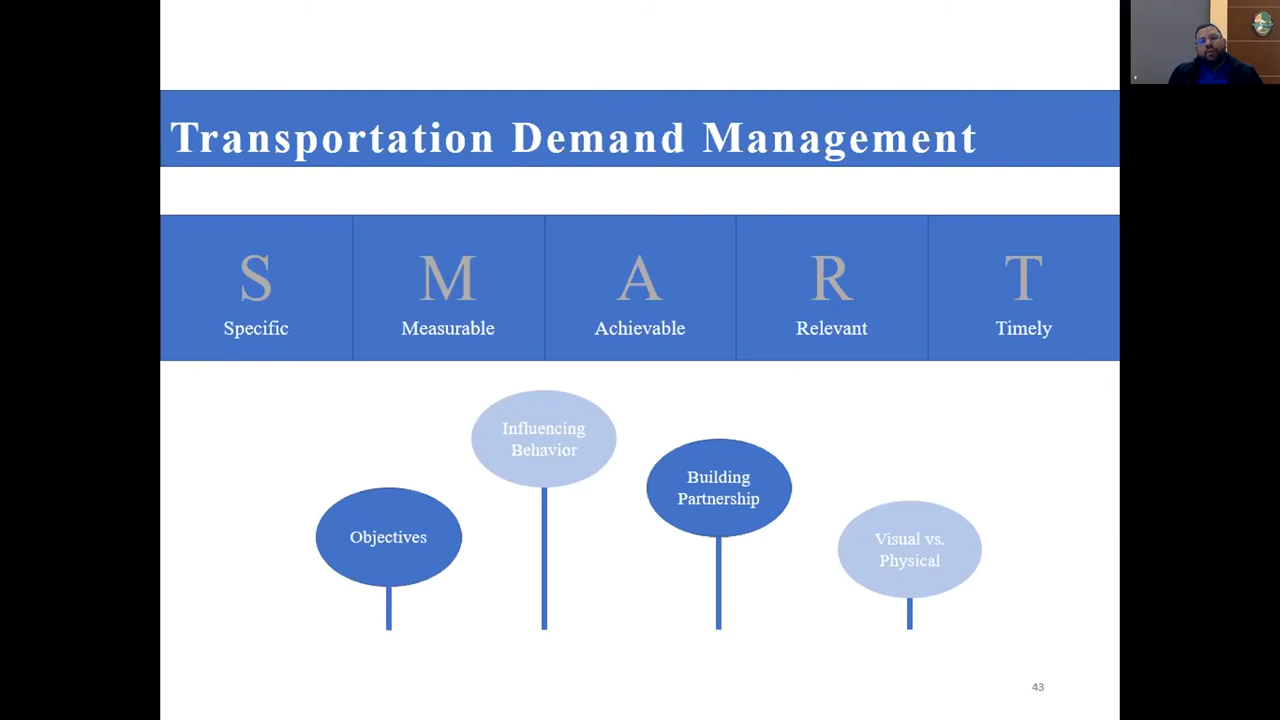 Transportation Demand Management
S
M
A
R
T
Specific
Measurable
Achievable
Relevant
Timely
Influencing
Behavior
Building
Partnership
Objectives
Visual vs.
Physical
43